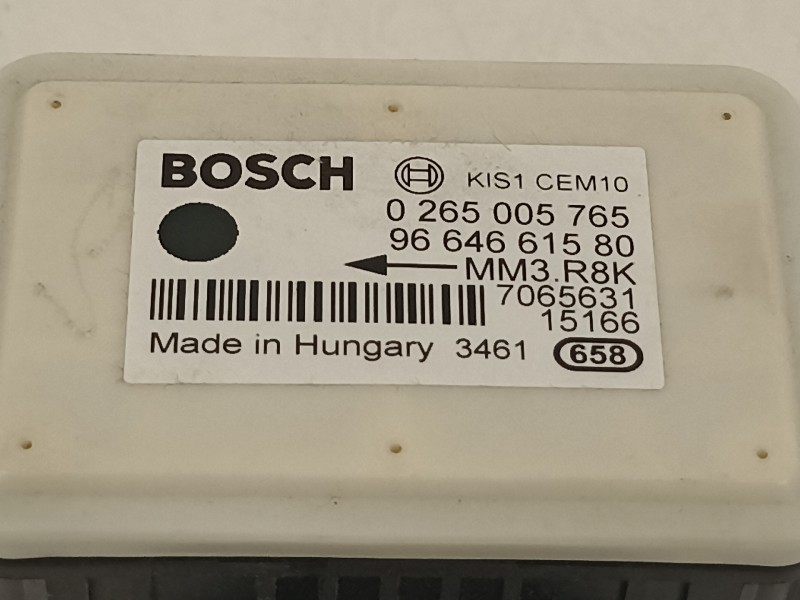 BOSCH KIS1 CEM10
0 265 005 765
96 646 615 80
MM3.R8K
7065631
15166
Made in Hungary 3461 658